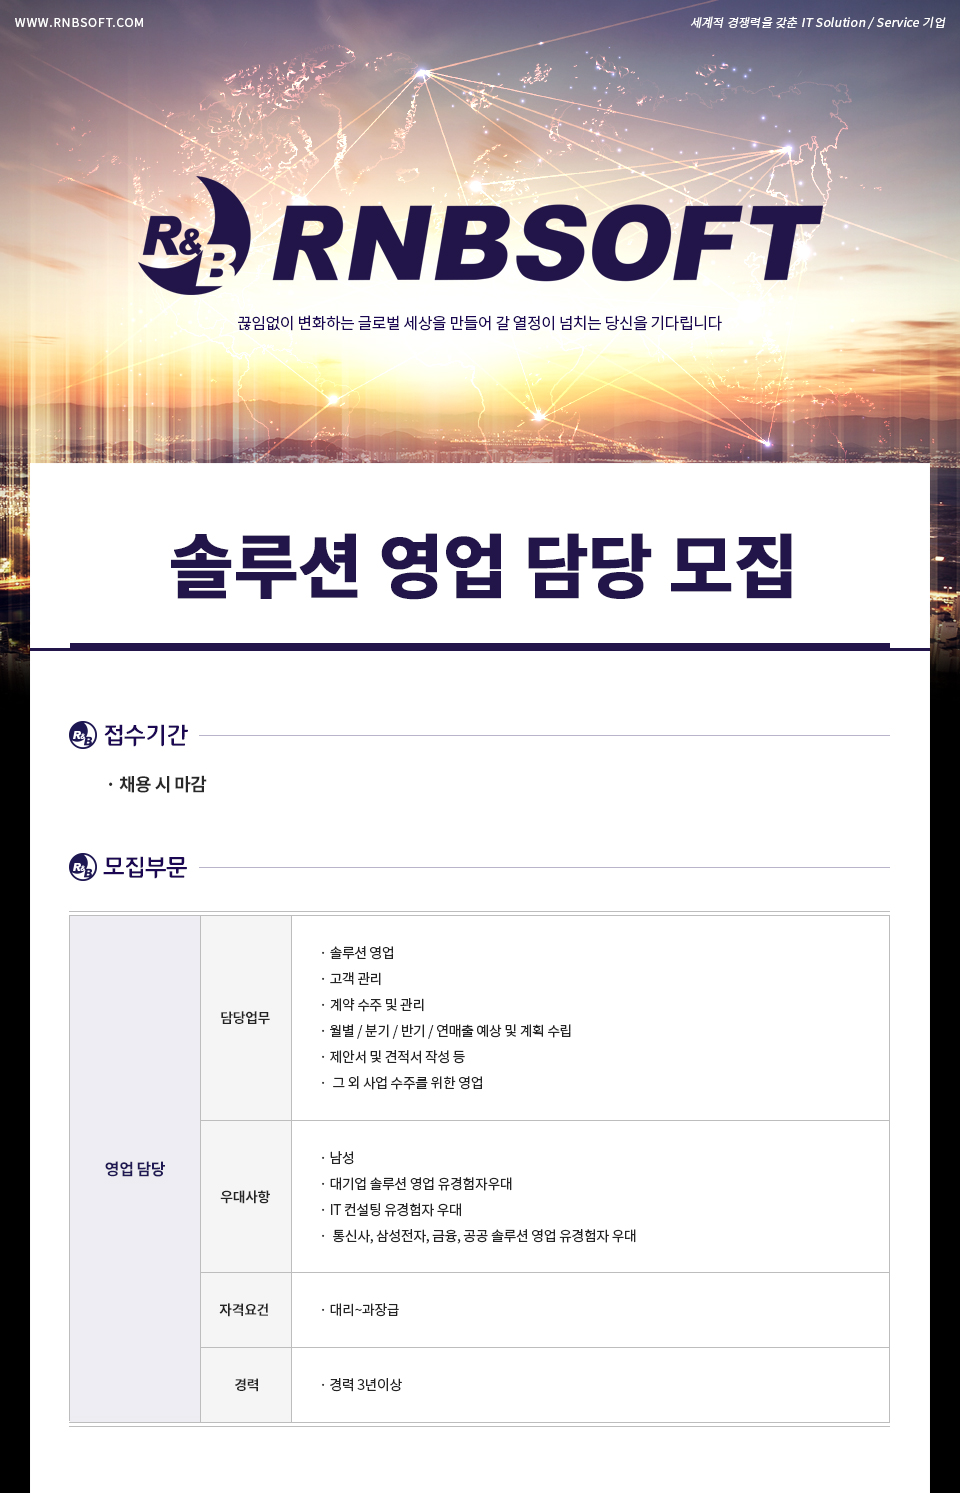 WWW.RNBSOFT.COM
세계적 경쟁력을 갖춘 IT Solution / Service 기업
R&B RNBSOFT
끊임없이 변화하는 글로벌 세상을 만들어 갈 열정이 넘치는 당신을 기다립니다
솔루션 영업 담당 모집
R&B 접수기간
· 채용 시 마감
R&B 모집부문
영업 담당
담당업무
· 솔루션 영업
· 고객 관리
· 계약 수주 및 관리
· 월별 / 분기 / 반기 / 연매출 예상 및 계획 수립
· 제안서 및 견적서 작성 등
· 그 외 사업 수주를 위한 영업
우대사항
· 남성
· 대기업 솔루션 영업 유경험자우대
· IT 컨설팅 유경험자 우대
· 통신사, 삼성전자, 금융, 공공 솔루션 영업 유경험자 우대
자격요건
· 대리~과장급
경력
· 경력 3년이상